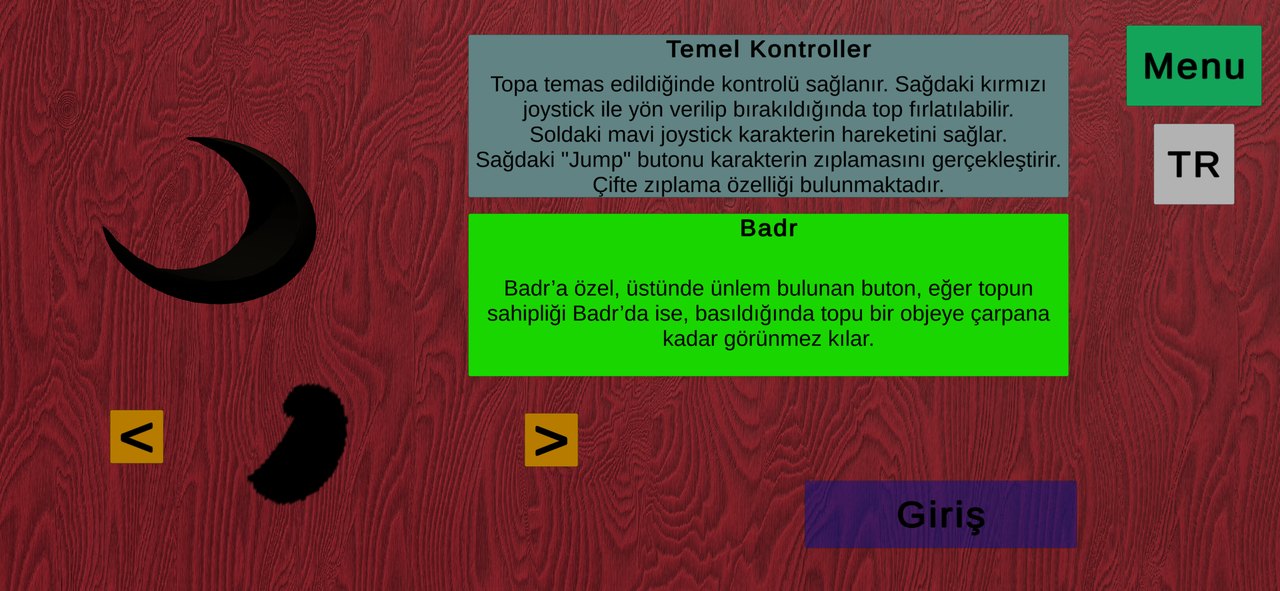 Temel Kontroller
Topa temas edildiğinde kontrolü sağlanır. Sağdaki kırmızı
joystick ile yön verilip bırakıldığında top fırlatılabilir.
Soldaki mavi joystick karakterin hareketini sağlar.
Sağdaki "Jump" butonu karakterin zıplamasını gerçekleştirir.
Çifte zıplama özelliği bulunmaktadır.
Menu
TR
Badr
Badr’a özel, üstünde ünlem bulunan buton, eğer topun
sahipliği Badr’da ise, basıldığında topu bir objeye çarpana
kadar görünmez kılar.
<
>
Giriş